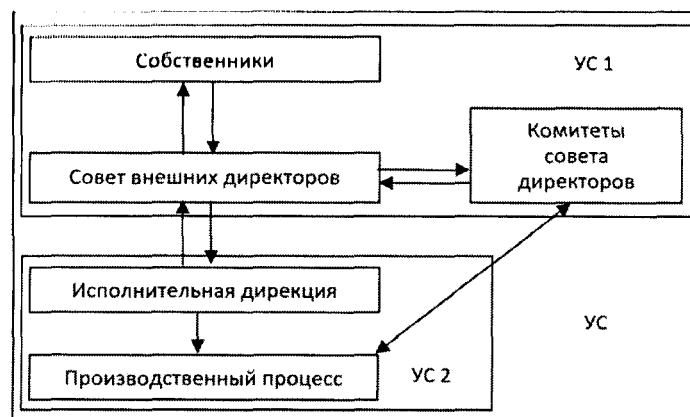 Собственники
УС 1
Комитеты
совета
директоров
Совет внешних директоров
Исполнительная дирекция
УС
Производственный процесс
УС 2